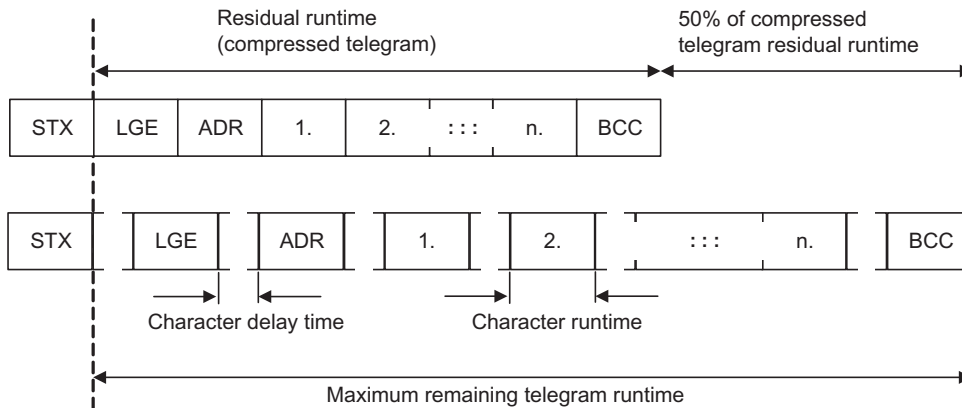 Residual runtime
(compressed telegram)
50% of compressed
telegram residual runtime
STX LGE ADR 1. 2. ::: n. BCC
STX LGE ADR 1. 2. ::: n. BCC
Character delay time
Character runtime
Maximum remaining telegram runtime